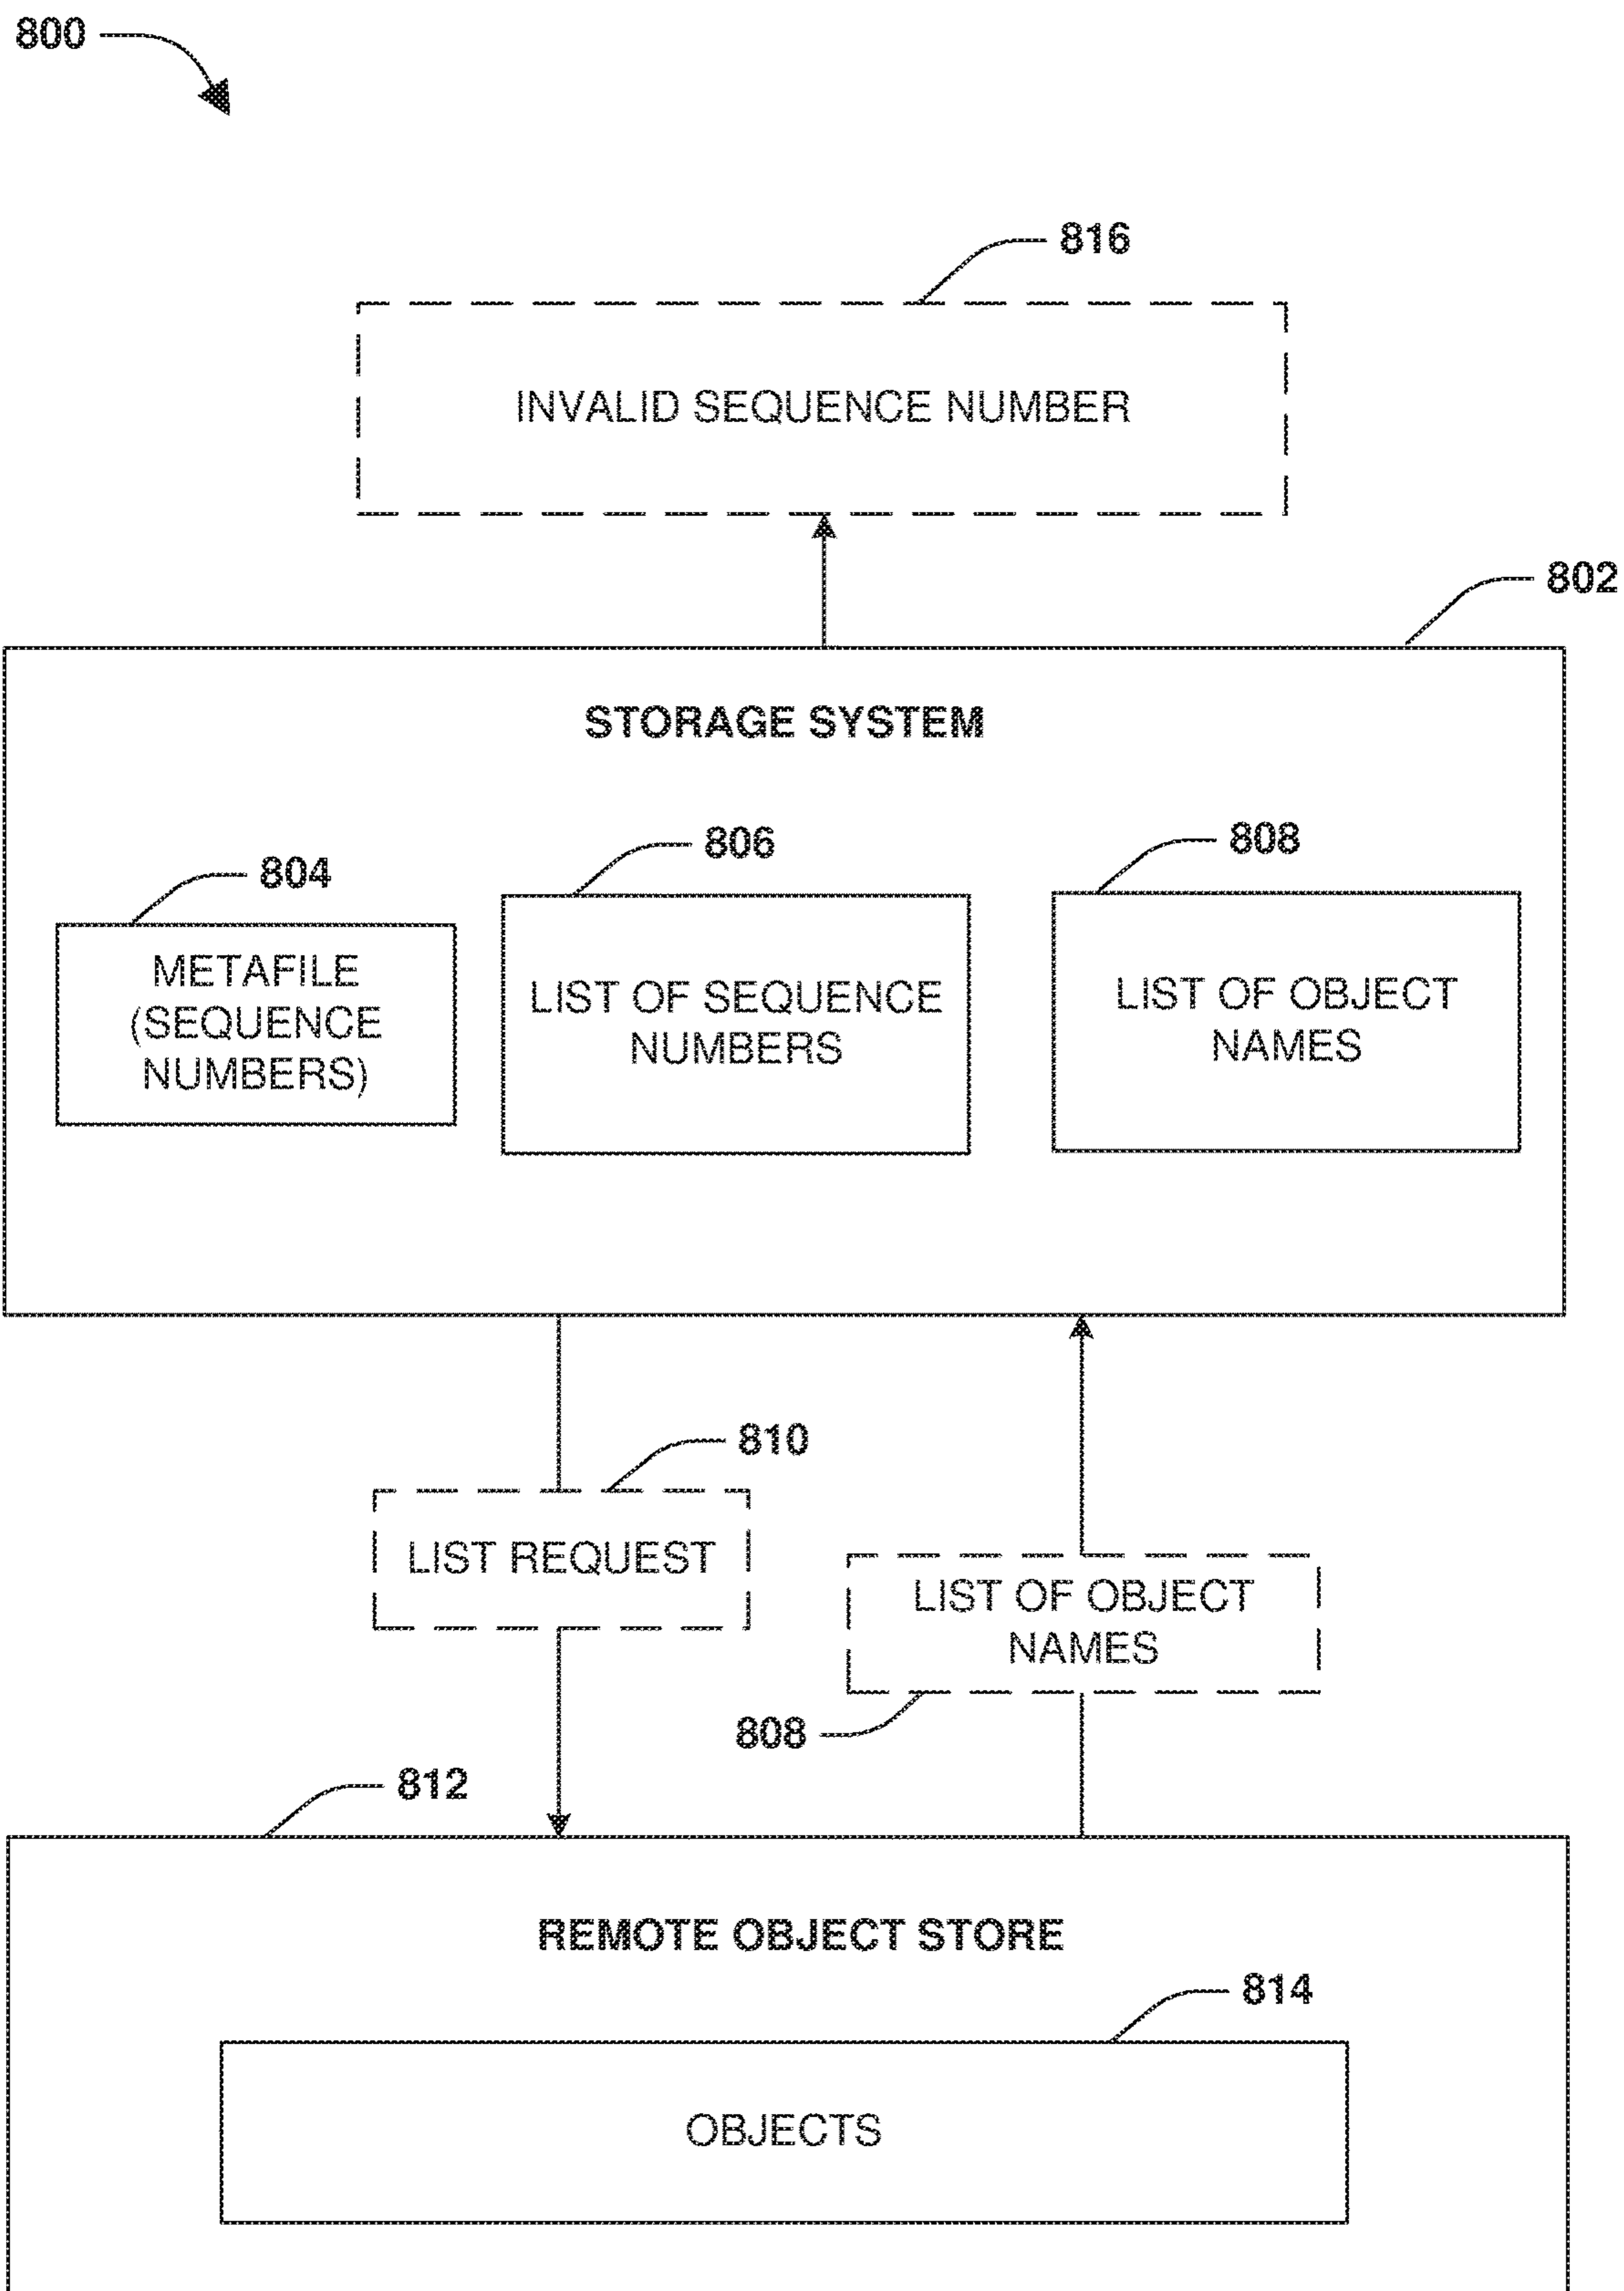 800
816
INVALID SEQUENCE NUMBER
802
STORAGE SYSTEM
804
METAFILE
(SEQUENCE
NUMBERS)
806
LIST OF SEQUENCE
NUMBERS
808
LIST OF OBJECT
NAMES
810
LIST REQUEST
LIST OF OBJECT
NAMES
808
812
REMOTE OBJECT STORE
814
OBJECTS